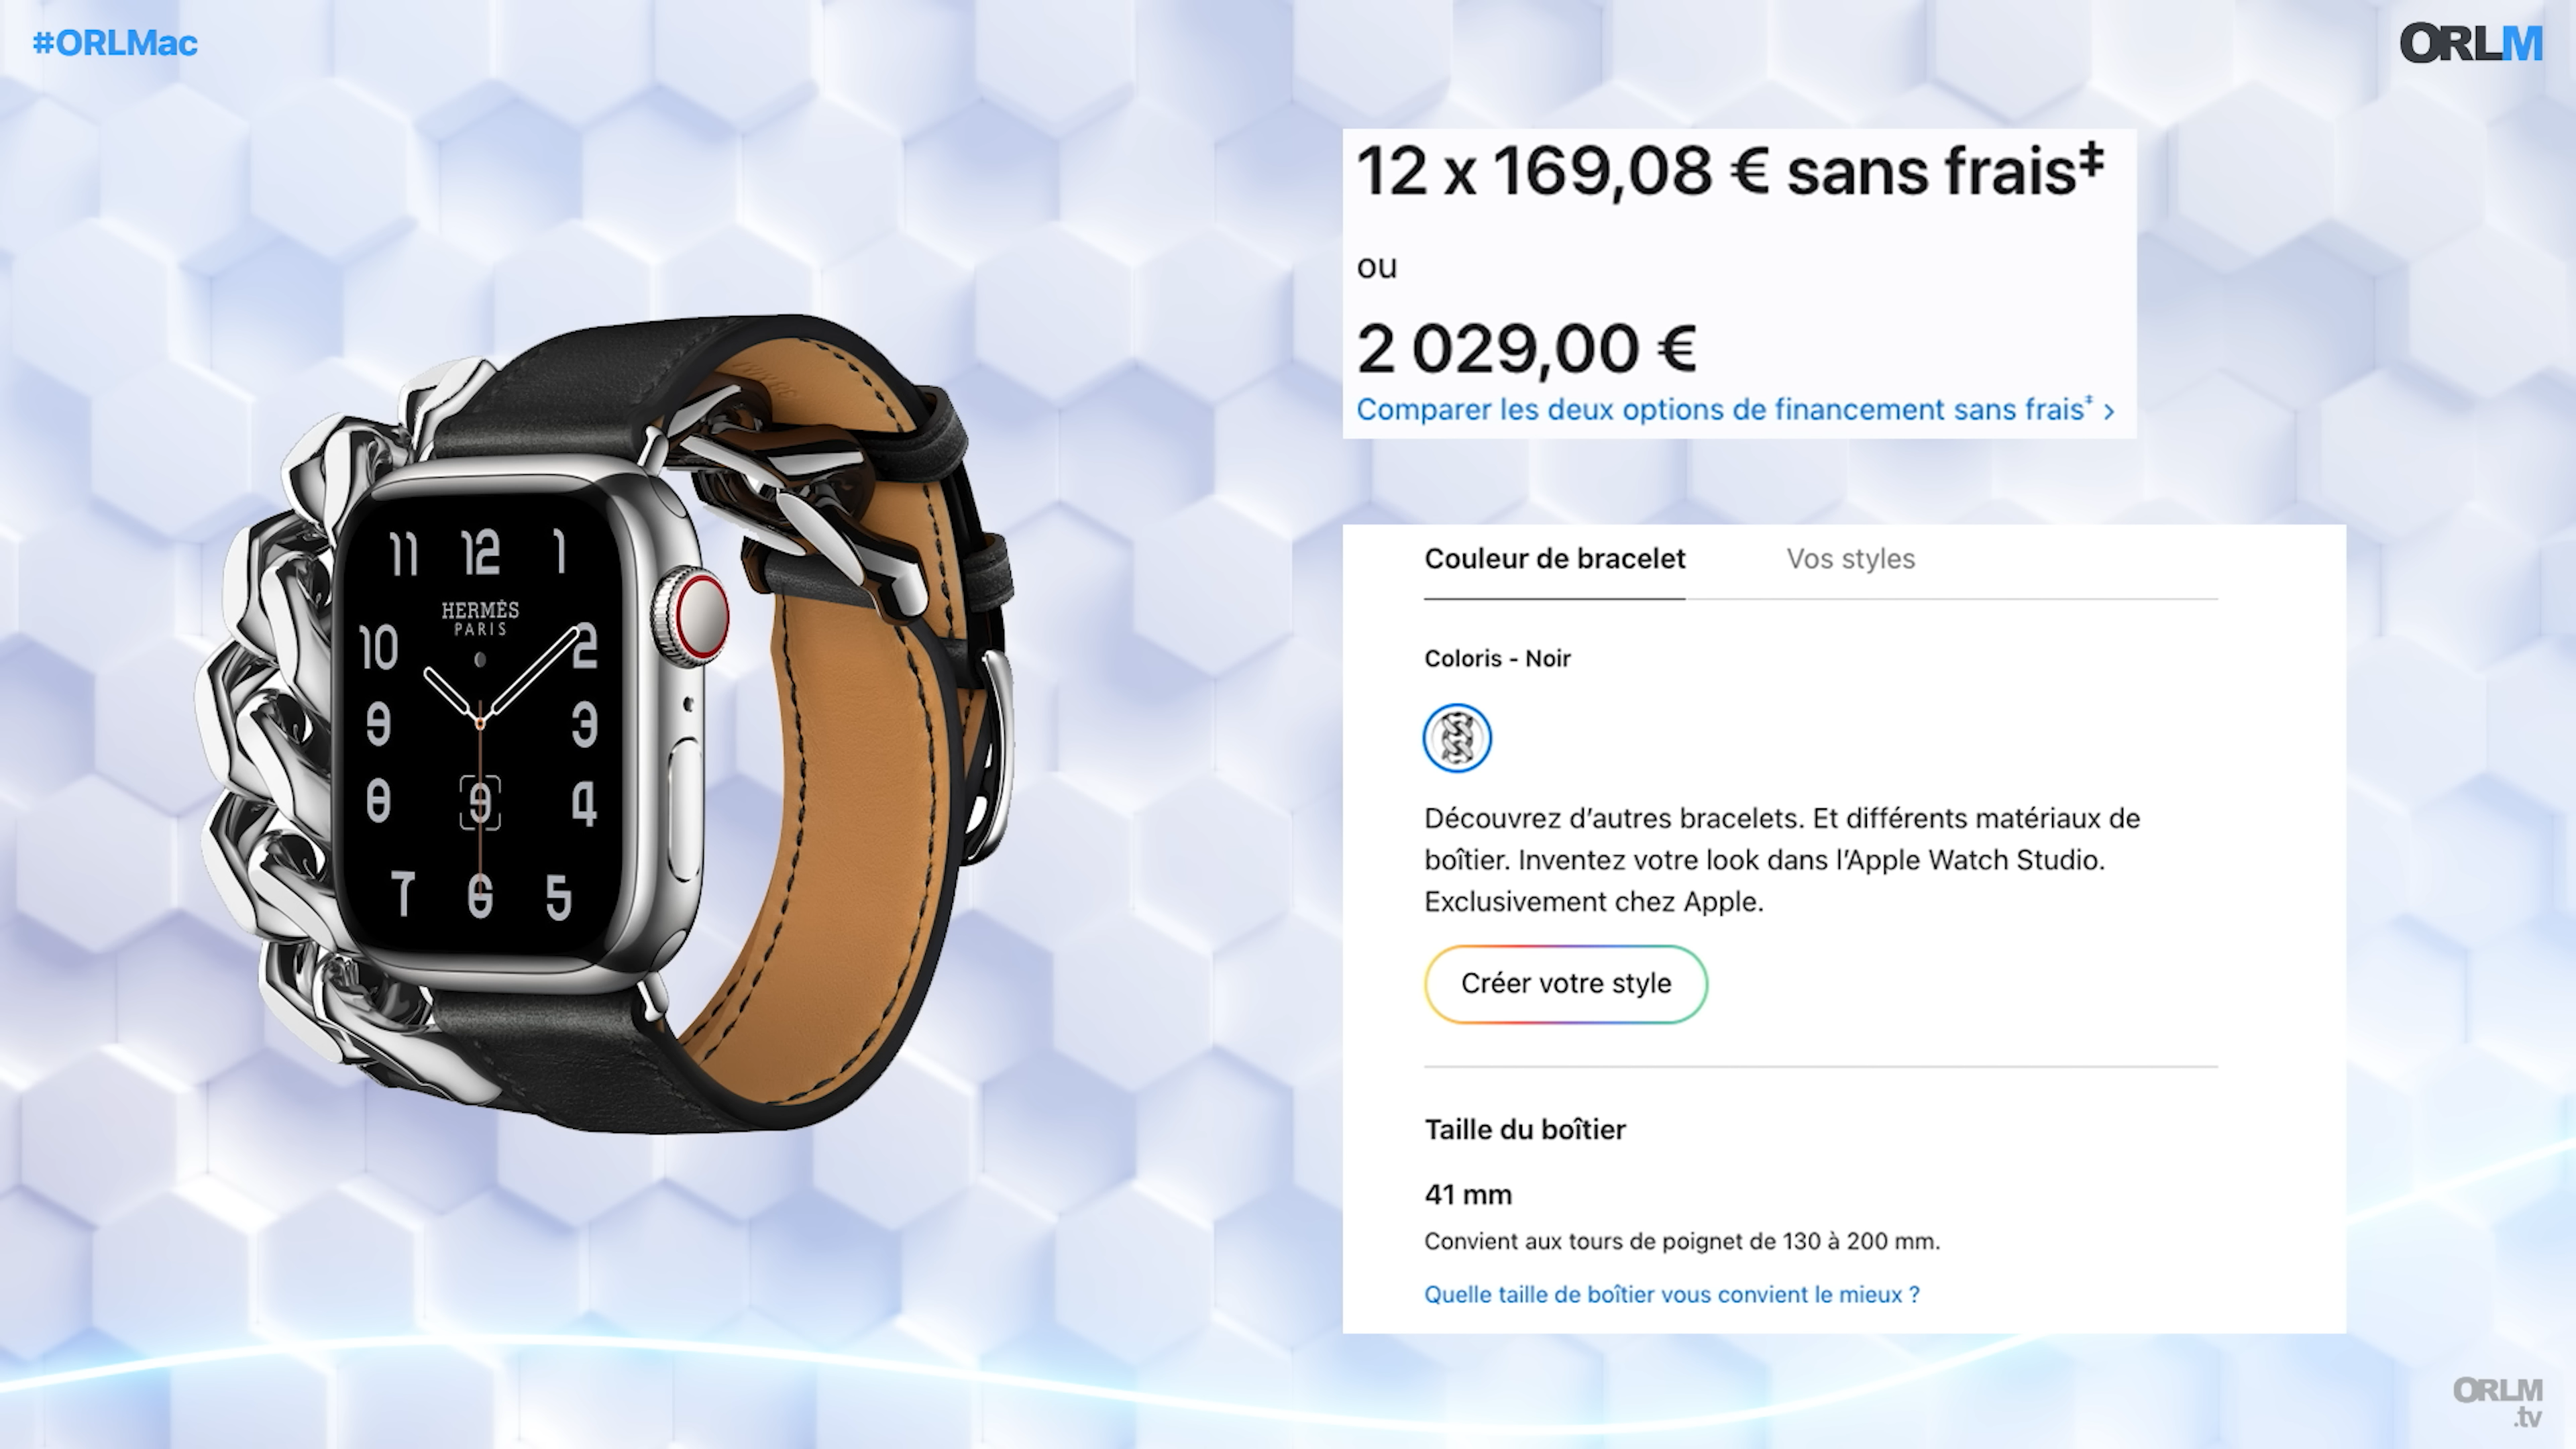 #ORLMac
ORLM
12 x 169,08 € sans frais‡
ou
2 029,00 €
Comparer les deux options de financement sans frais‡ >
11 12 1
HERMÈS
PARIS
10 2
9 3
8 9 4
7 6 5
Couleur de bracelet Vos styles
Coloris - Noir
Découvrez d’autres bracelets. Et différents matériaux de
boîtier. Inventez votre look dans l’Apple Watch Studio.
Exclusivement chez Apple.
Créer votre style
Taille du boîtier
41 mm
Convient aux tours de poignet de 130 à 200 mm.
Quelle taille de boîtier vous convient le mieux ?
ORLM
.tv